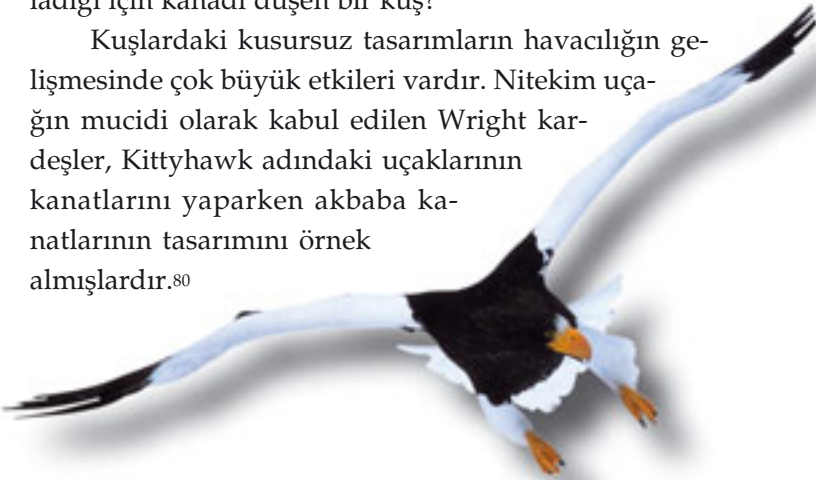 ladığı için kanadı düşen bir kuş?
Kuşlardaki kusursuz tasarımların havacılığın ge-
lişmesinde çok büyük etkileri vardır. Nitekim uça-
ğın mucidi olarak kabul edilen Wright kar-
deşler, Kittyhawk adındaki uçaklarının
kanatlarını yaparken akbaba ka-
natlarının tasarımını örnek
almışlardır.80